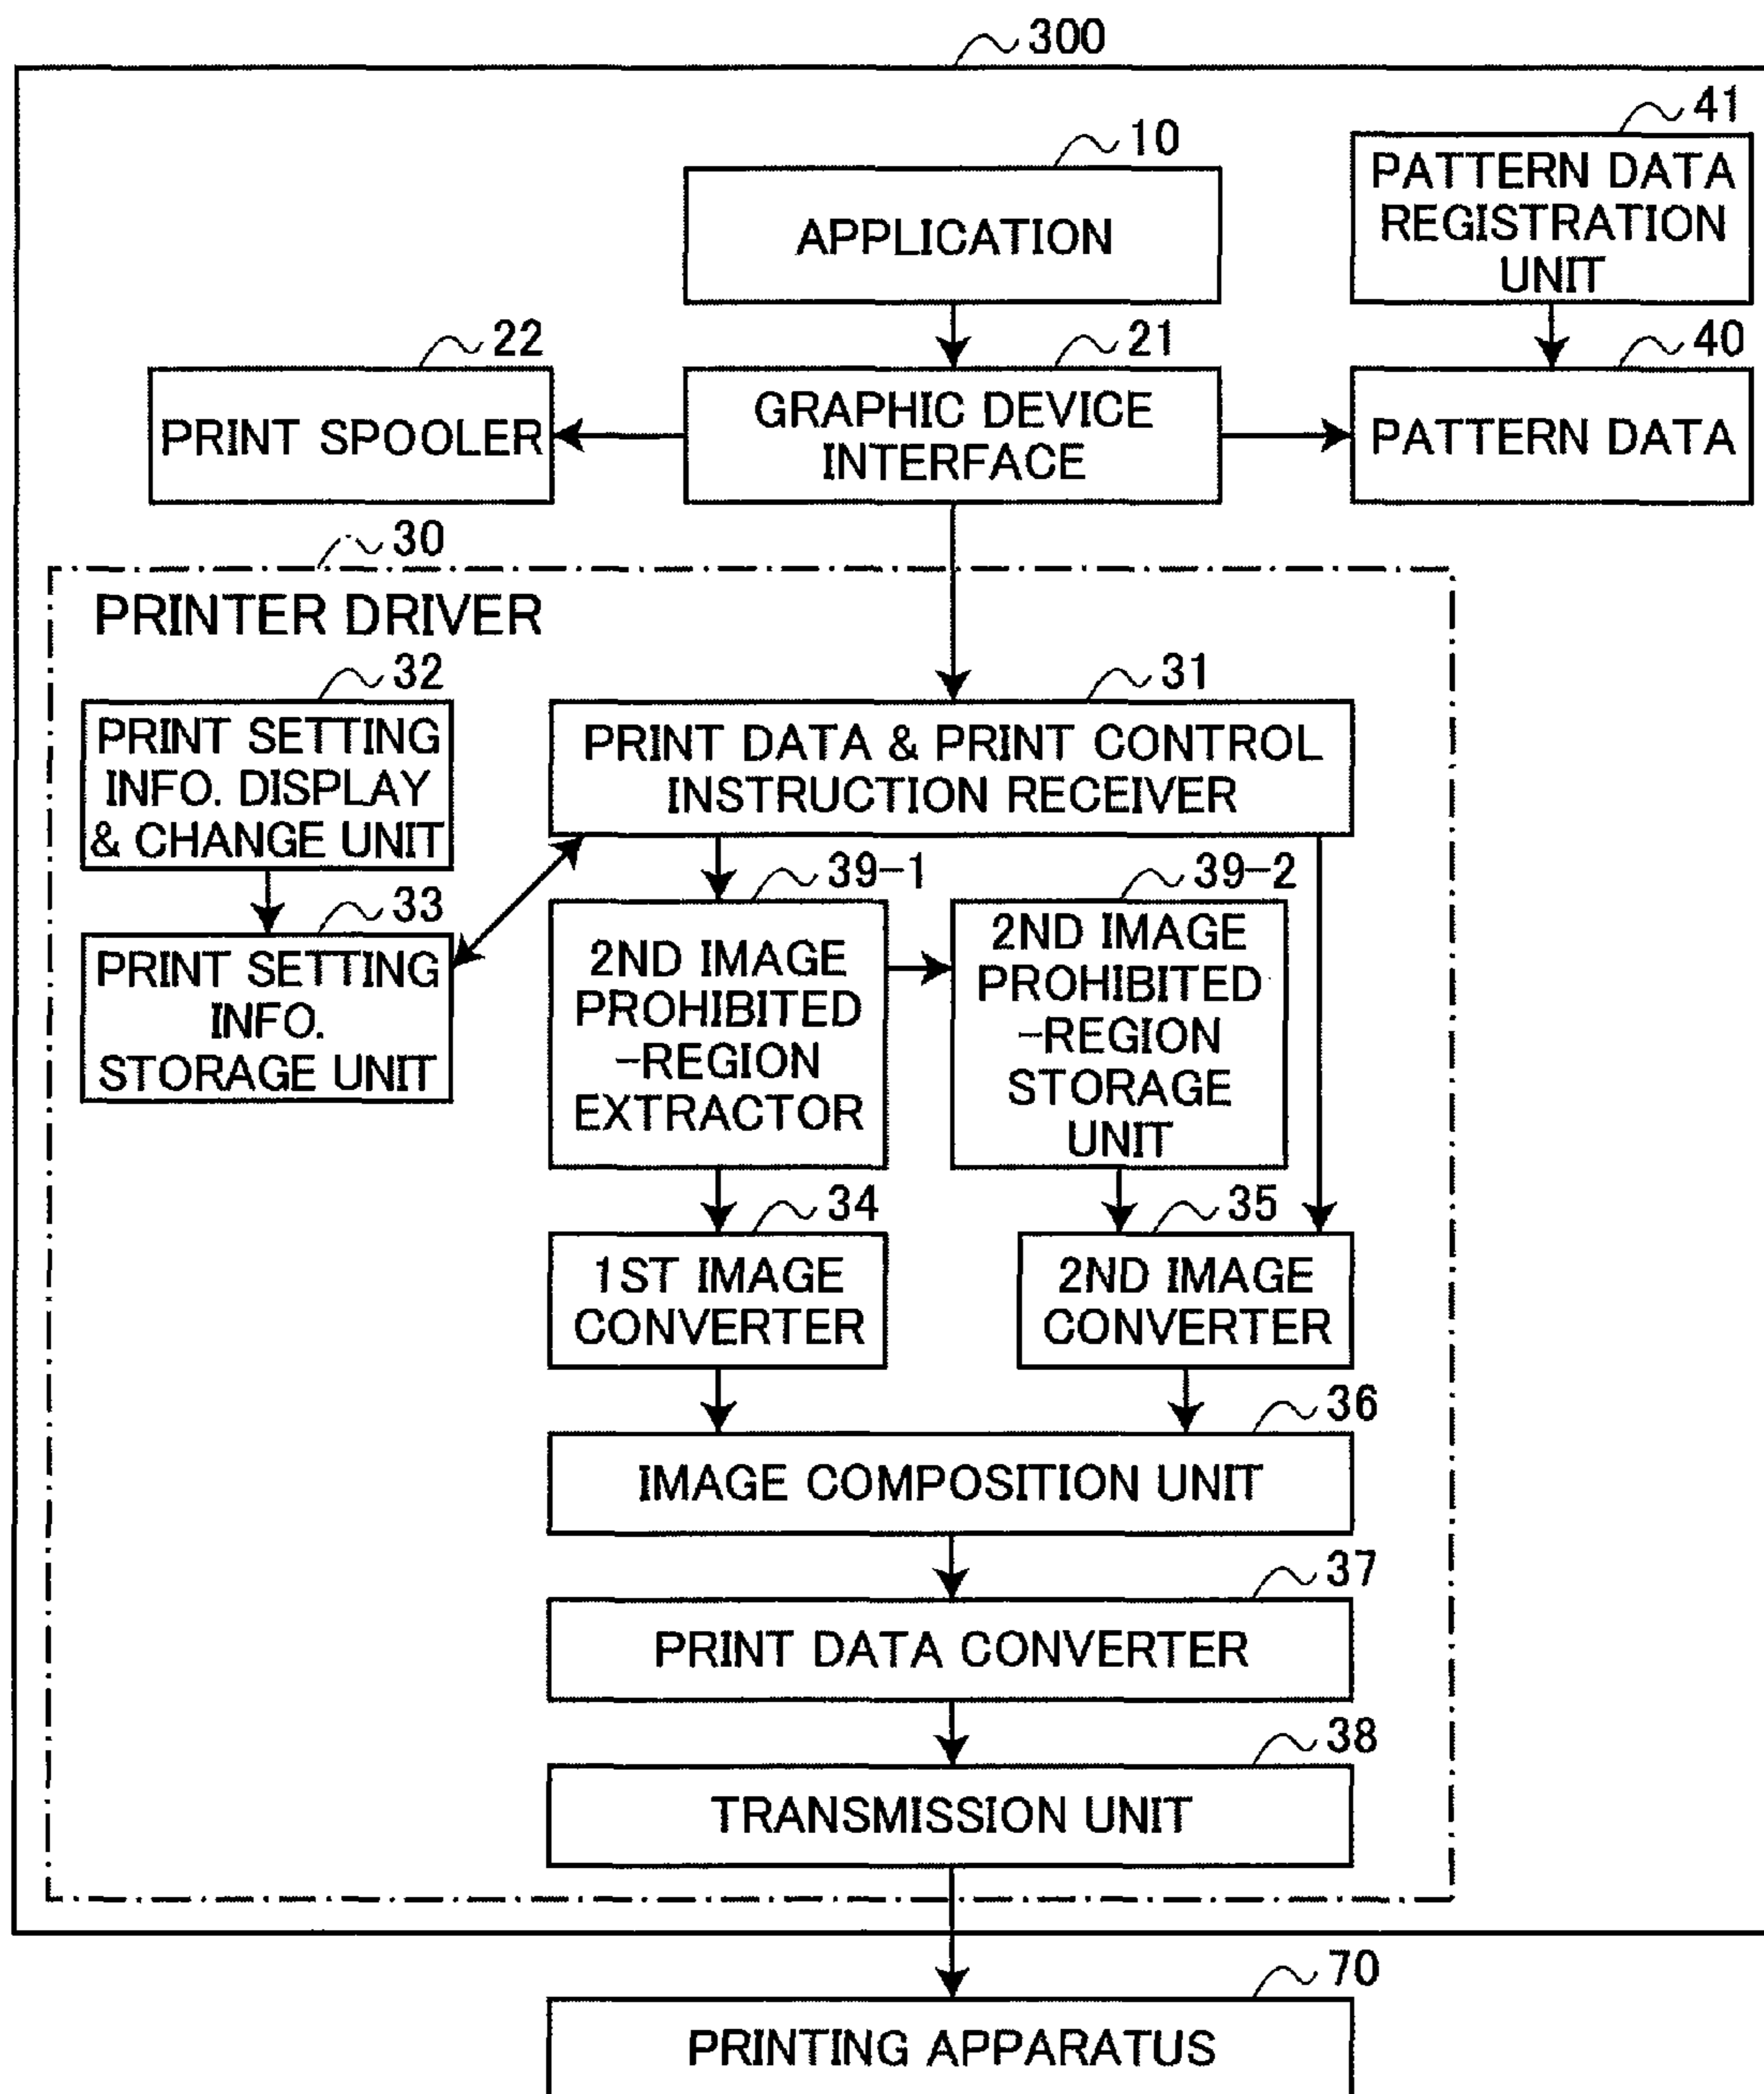 300
10
APPLICATION
41
PATTERN DATA
REGISTRATION
UNIT
22
PRINT SPOOLER
21
GRAPHIC DEVICE
INTERFACE
40
PATTERN DATA
30
PRINTER DRIVER
32
PRINT SETTING
INFO. DISPLAY
& CHANGE UNIT
31
PRINT DATA & PRINT CONTROL
INSTRUCTION RECEIVER
33
PRINT SETTING
INFO.
STORAGE UNIT
39-1
2ND IMAGE
PROHIBITED
-REGION
EXTRACTOR
39-2
2ND IMAGE
PROHIBITED
-REGION
STORAGE
UNIT
34
1ST IMAGE
CONVERTER
35
2ND IMAGE
CONVERTER
36
IMAGE COMPOSITION UNIT
37
PRINT DATA CONVERTER
38
TRANSMISSION UNIT
70
PRINTING APPARATUS